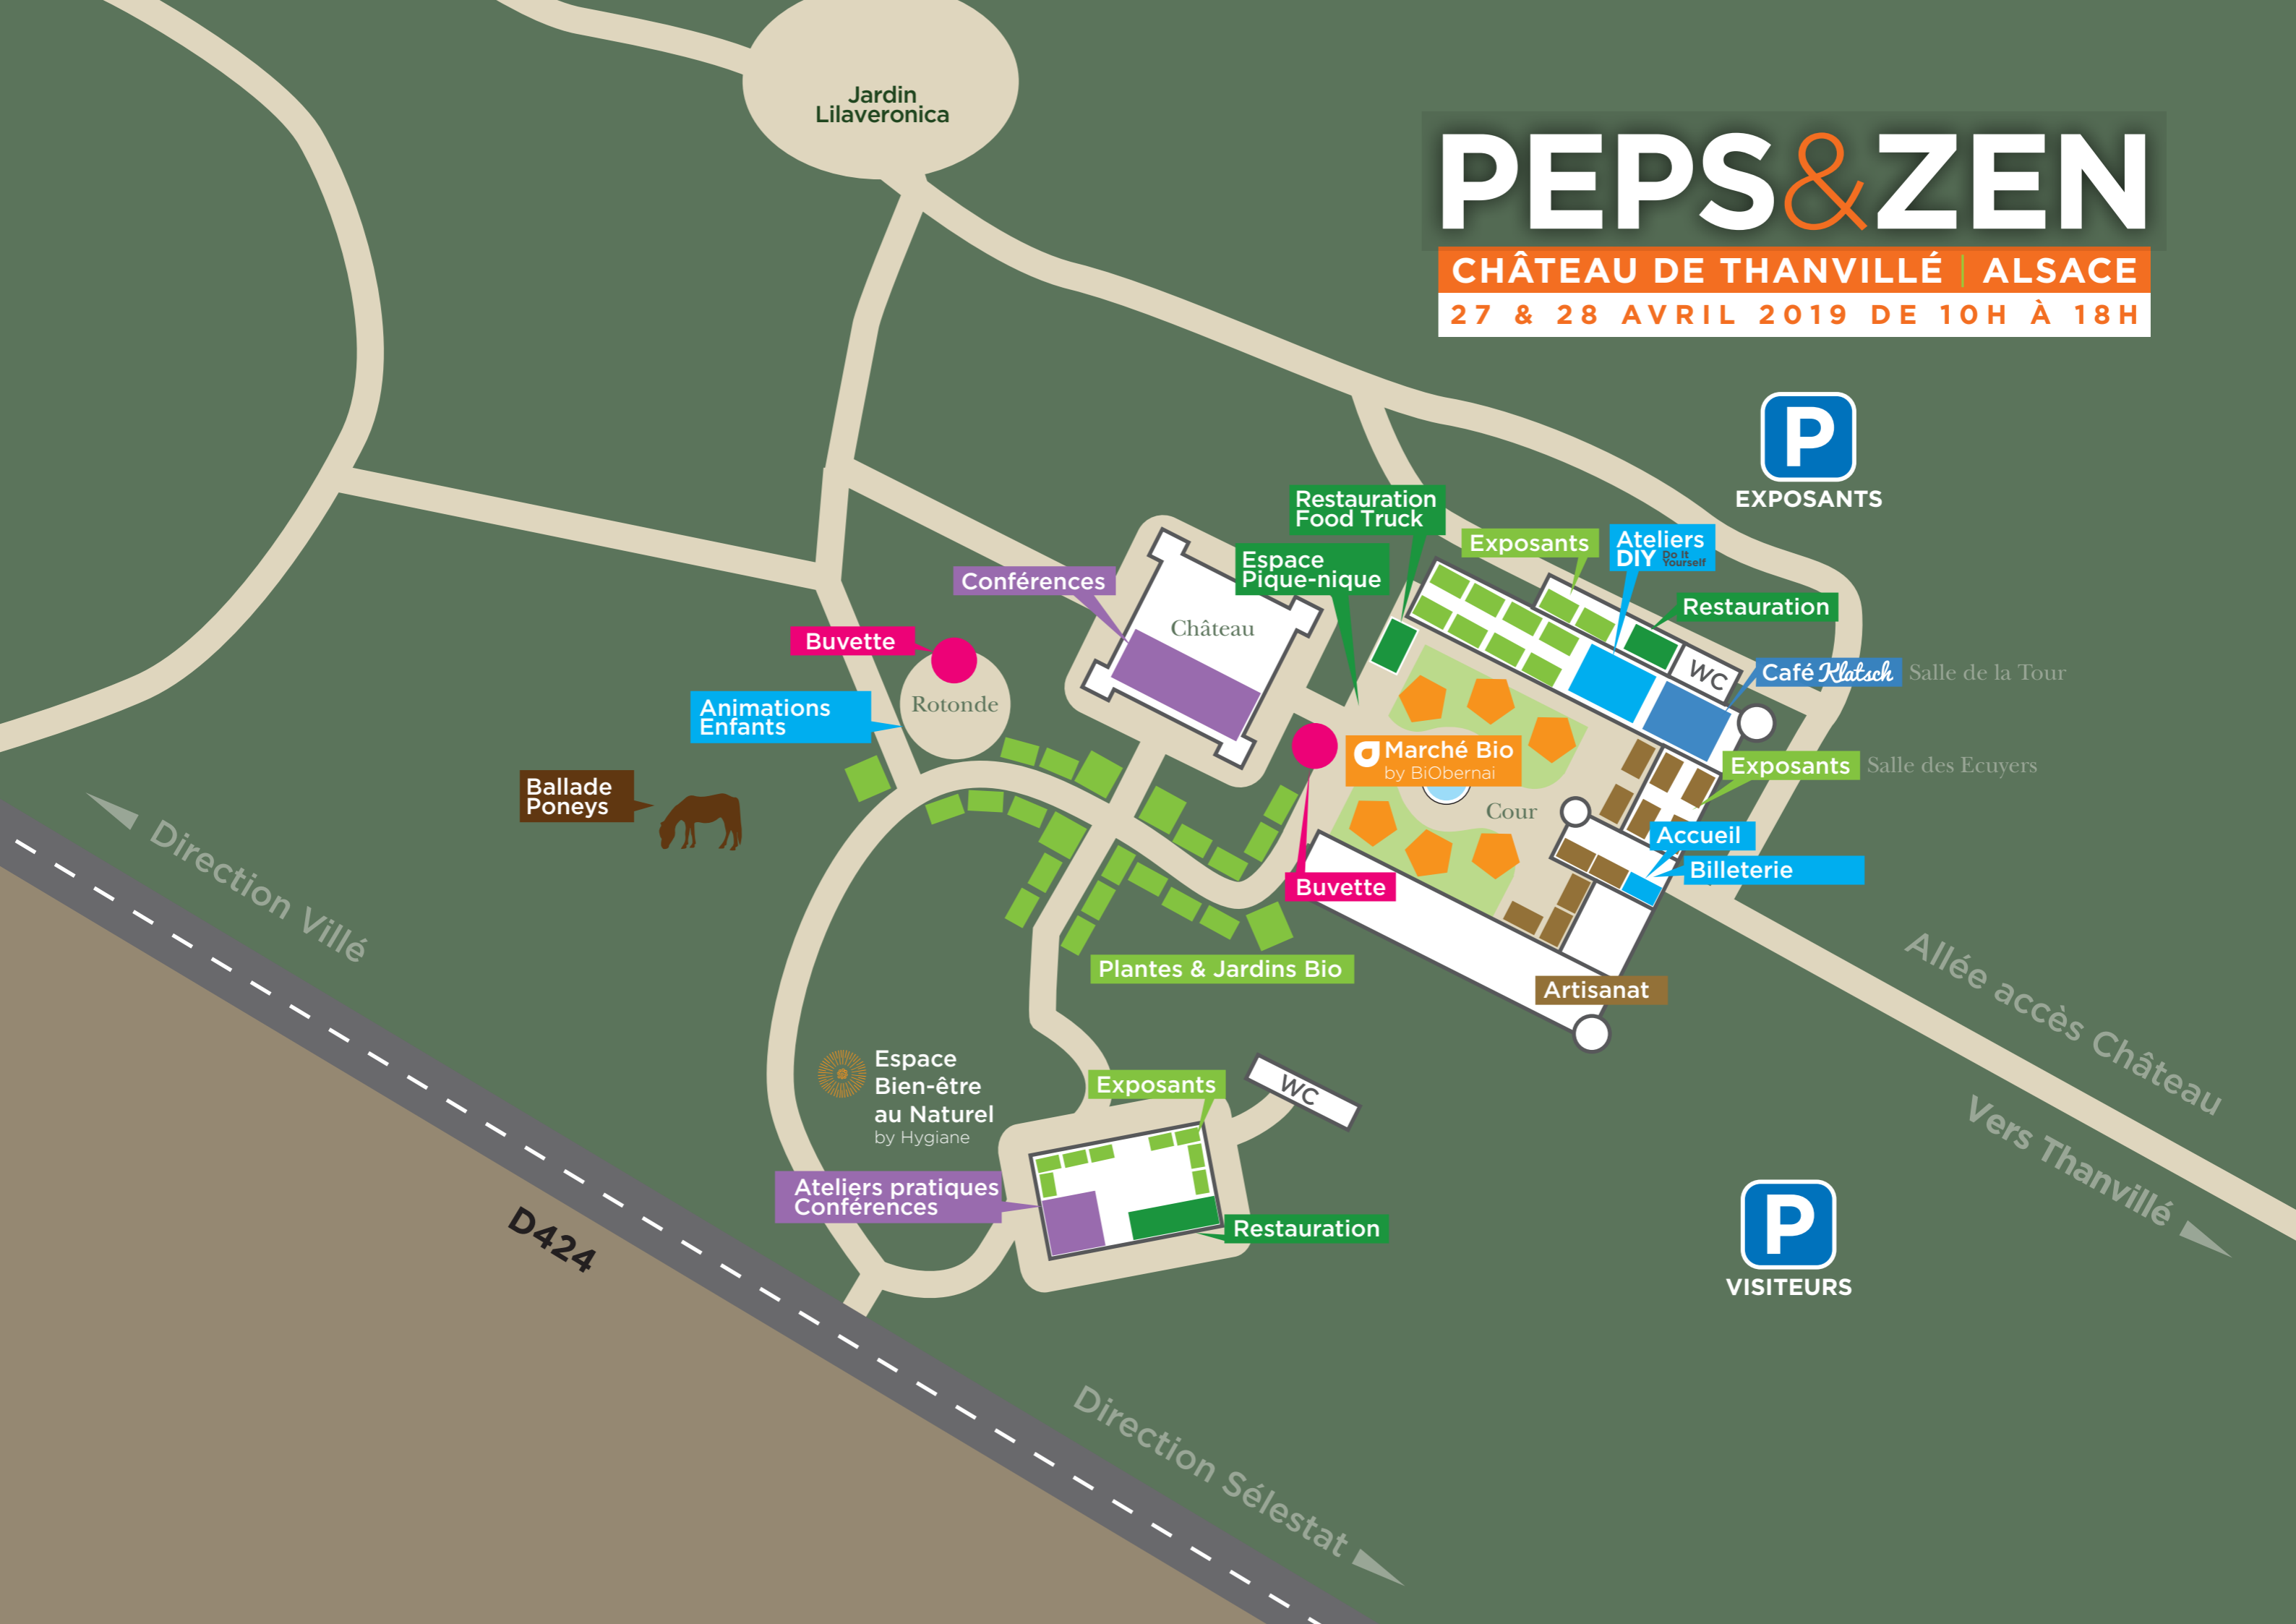 Jardin
Lilaveronica
PEPS&ZEN
CHÂTEAU DE THANVILLÉ | ALSACE
27 & 28 AVRIL 2019 DE 10H À 18H
P
EXPOSANTS
Restauration
Food Truck
Exposants
Ateliers
DIY Do It
Yourself
Espace
Pique-nique
Conférences
Restauration
Château
Buvette
WC
Café Klatsch
Salle de la Tour
Rotonde
Animations
Enfants
Marché Bio
by BiObernai
Exposants
Salle des Ecuyers
Ballade
Poneys
Cour
Accueil
Billeterie
Buvette
Direction Villé
Plantes & Jardins Bio
Artisanat
Allée accès Château
Espace
Bien-être
au Naturel
by Hygiane
Exposants
WC
Vers Thanvillé
Ateliers pratiques
Conférences
Restauration
D424
P
VISITEURS
Direction Sélestat